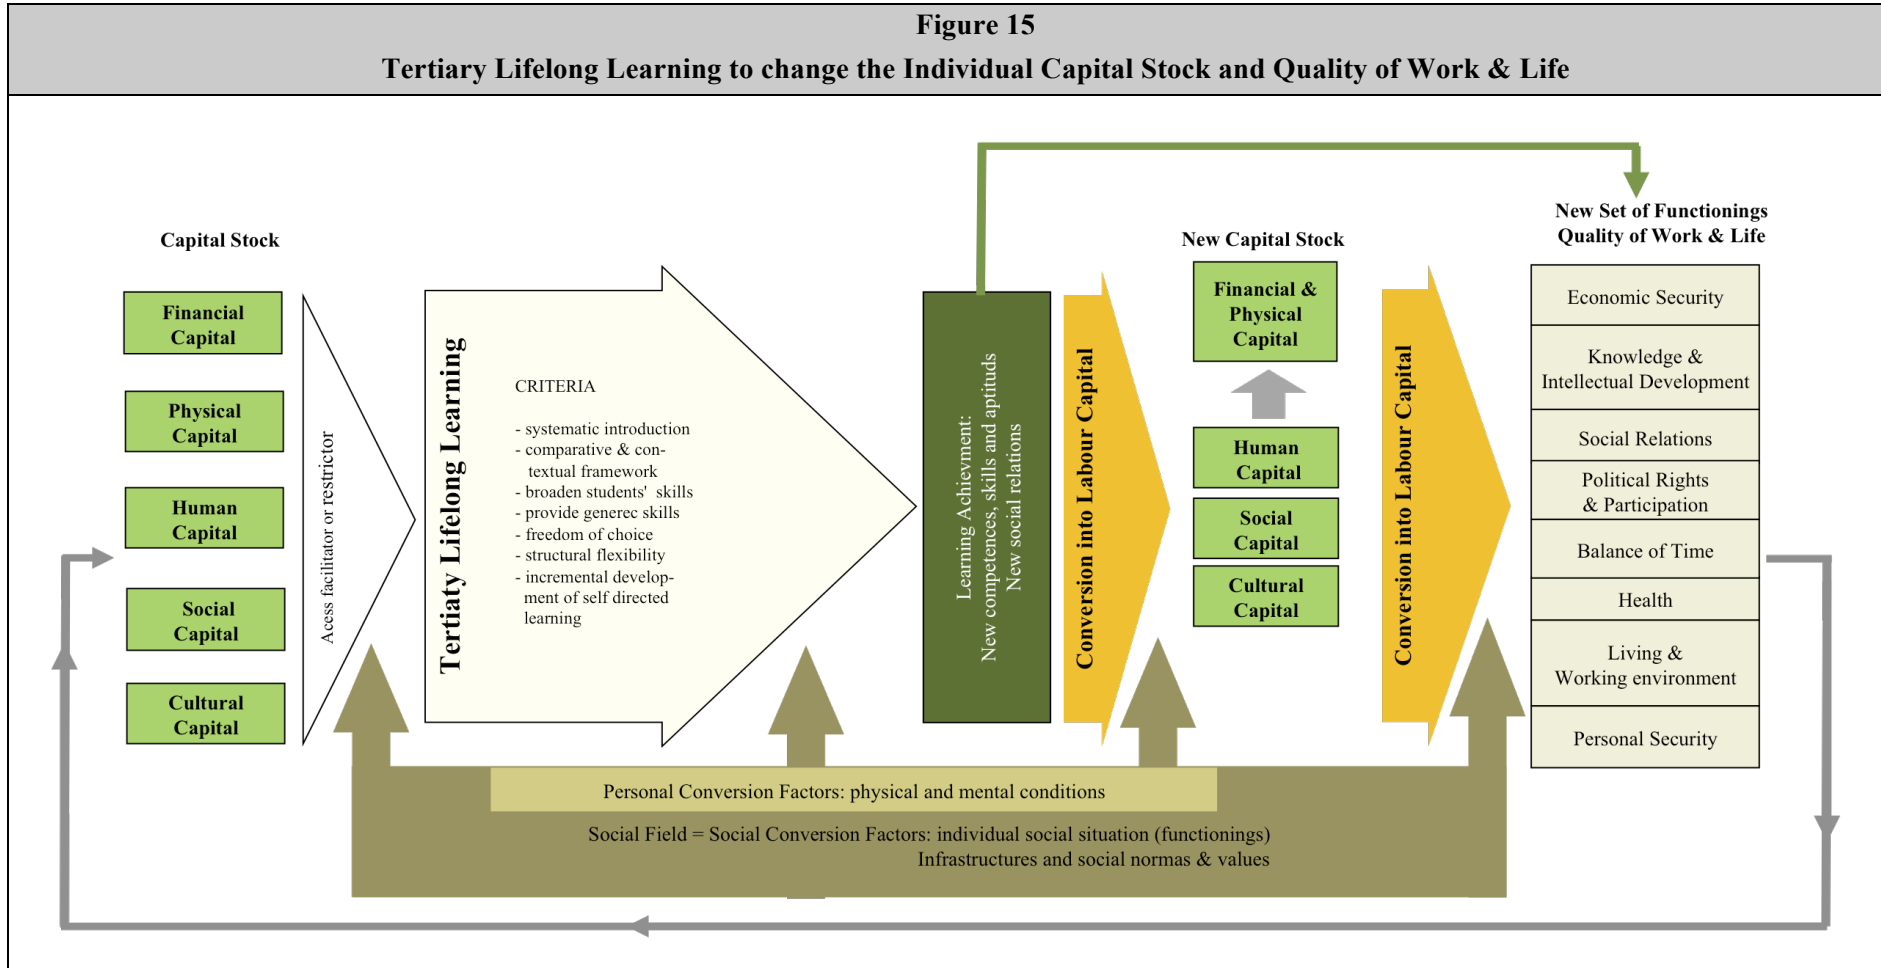 Figure 15
Tertiary Lifelong Learning to change the Individual Capital Stock and Quality of Work & Life
Capital Stock
Financial
Capital
Physical
Capital
Human
Capital
Social
Capital
Cultural
Capital
Acess facilitator or restrictor
Tertiaty Lifelong Learning
CRITERIA
- systematic introduction
- comparative & con-
textual framework
- broaden students' skills
- provide generec skills
- freedom of choice
- structural flexibility
- incremental develop-
ment of self directed
learning
Learning Achievment:
New competences, skills and aptituds
New social relations
Conversion into Labour Capital
New Capital Stock
Financial &
Physical
Capital
Human
Capital
Social
Capital
Cultural
Capital
Conversion into Labour Capital
New Set of Functionings
Quality of Work & Life
Economic Security
Knowledge &
Intellectual Development
Social Relations
Political Rights
& Participation
Balance of Time
Health
Living &
Working environment
Personal Security
Personal Conversion Factors: physical and mental conditions
Social Field = Social Conversion Factors: individual social situation (functionings)
Infrastructures and social normas & values